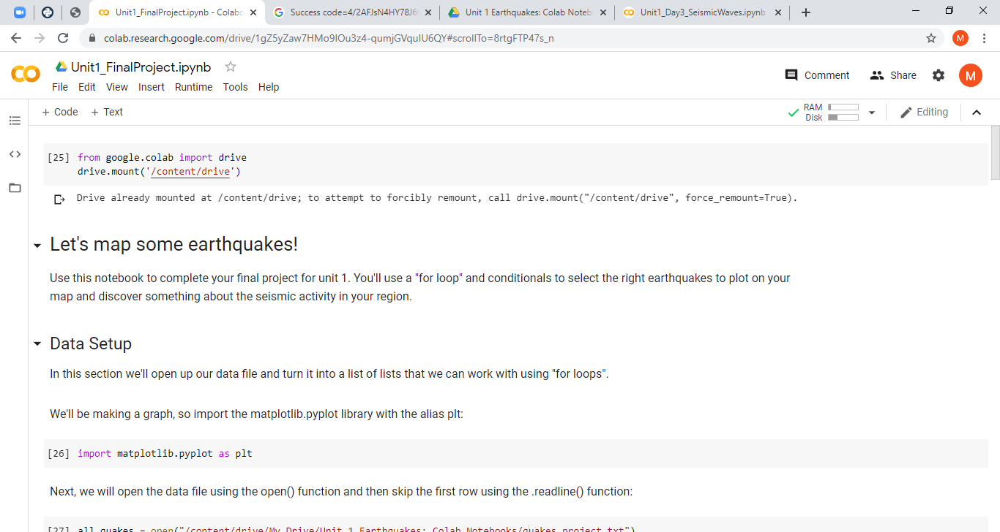 Unit1_FinalProject.ipynb - Colabo
Success code=4/2AFJsN4HY78J6
Unit 1 Earthquakes: Colab Noteb
Unit1_Day3_SeismicWaves.ipynb
colab.research.google.com/drive/1gZ5yZaw7HMo9IOu3z4-qumjGVquIU6QY#scrollTo=8rtgFTP47s_n
M
Unit1_FinalProject.ipynb
File Edit View Insert Runtime Tools Help
Comment
Share
M
+ Code + Text
RAM
Disk
Editing
[25] from google.colab import drive
drive.mount('/content/drive')
Drive already mounted at /content/drive; to attempt to forcibly remount, call drive.mount("/content/drive", force_remount=True).
Let's map some earthquakes!
Use this notebook to complete your final project for unit 1. You'll use a "for loop" and conditionals to select the right earthquakes to plot on your
map and discover something about the seismic activity in your region.
Data Setup
In this section we'll open up our data file and turn it into a list of lists that we can work with using "for loops".
We'll be making a graph, so import the matplotlib.pyplot library with the alias plt:
[26] import matplotlib.pyplot as plt
Next, we will open the data file using the open() function and then skip the first row using the .readline() function:
[27] all_quakes = open("/content/drive/My Drive/Unit 1 Earthquakes: Colab Notebooks/quakes_project.txt")